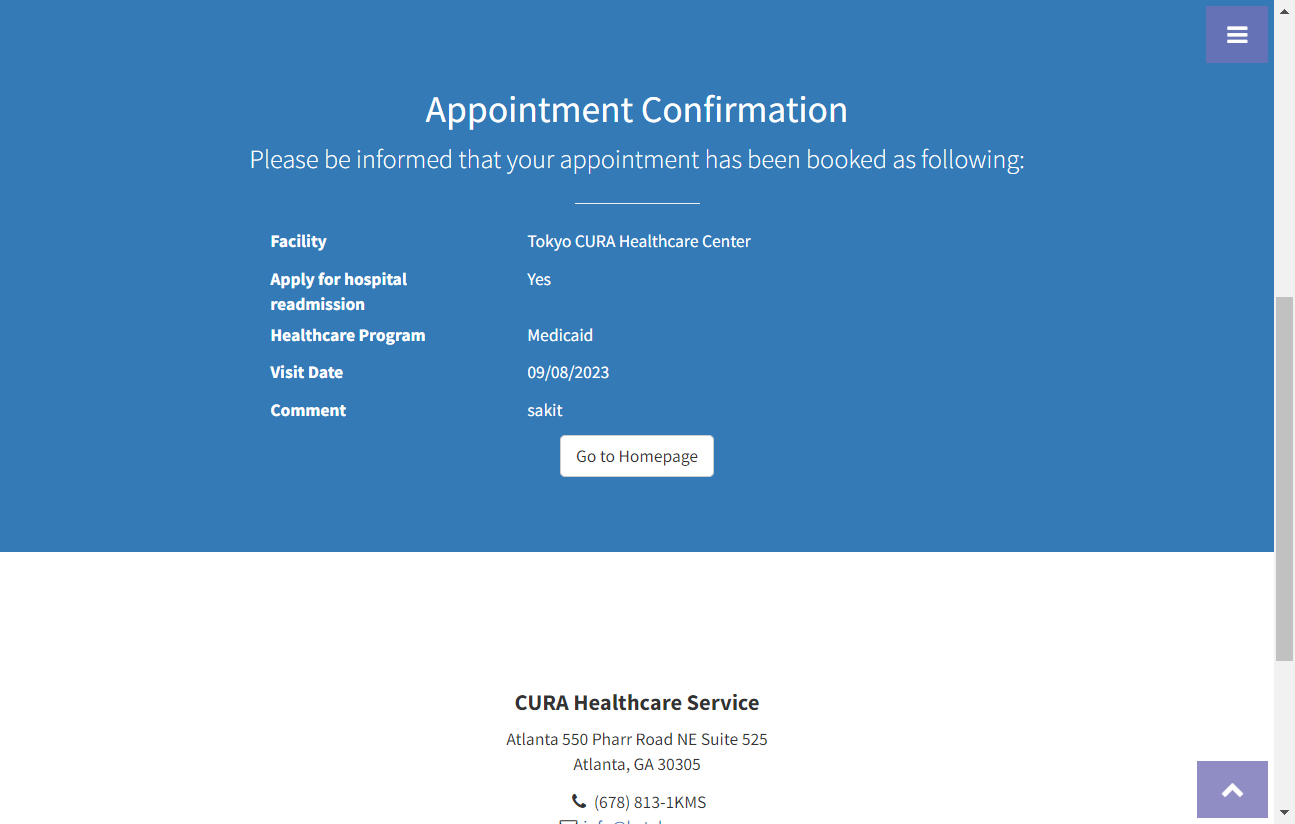 Appointment Confirmation
Please be informed that your appointment has been booked as following:
Facility Tokyo CURA Healthcare Center
Apply for hospital Yes
readmission
Healthcare Program Medicaid
Visit Date 09/08/2023
Comment sakit
Go to Homepage
CURA Healthcare Service
Atlanta 550 Pharr Road NE Suite 525
Atlanta, GA 30305
(678) 813-1KMS